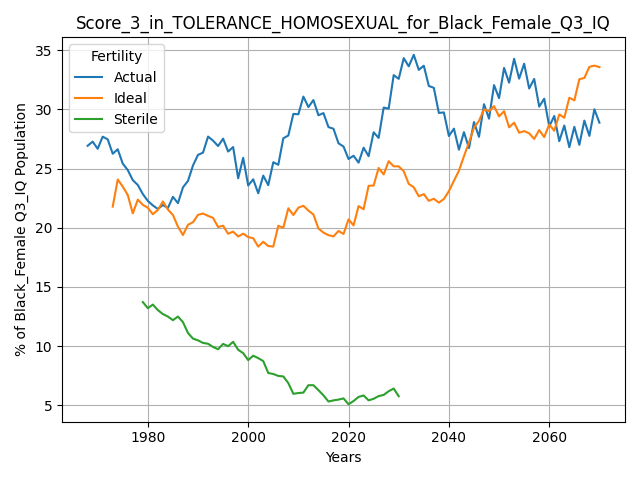 Score_3_in_TOLERANCE_HOMOSEXUAL_for_Black_Female_Q3_IQ
Fertility
Actual
Ideal
Sterile
% of Black_Female Q3_IQ Population
35
30
25
20
15
10
5
1980 2000 2020 2040 2060
Years